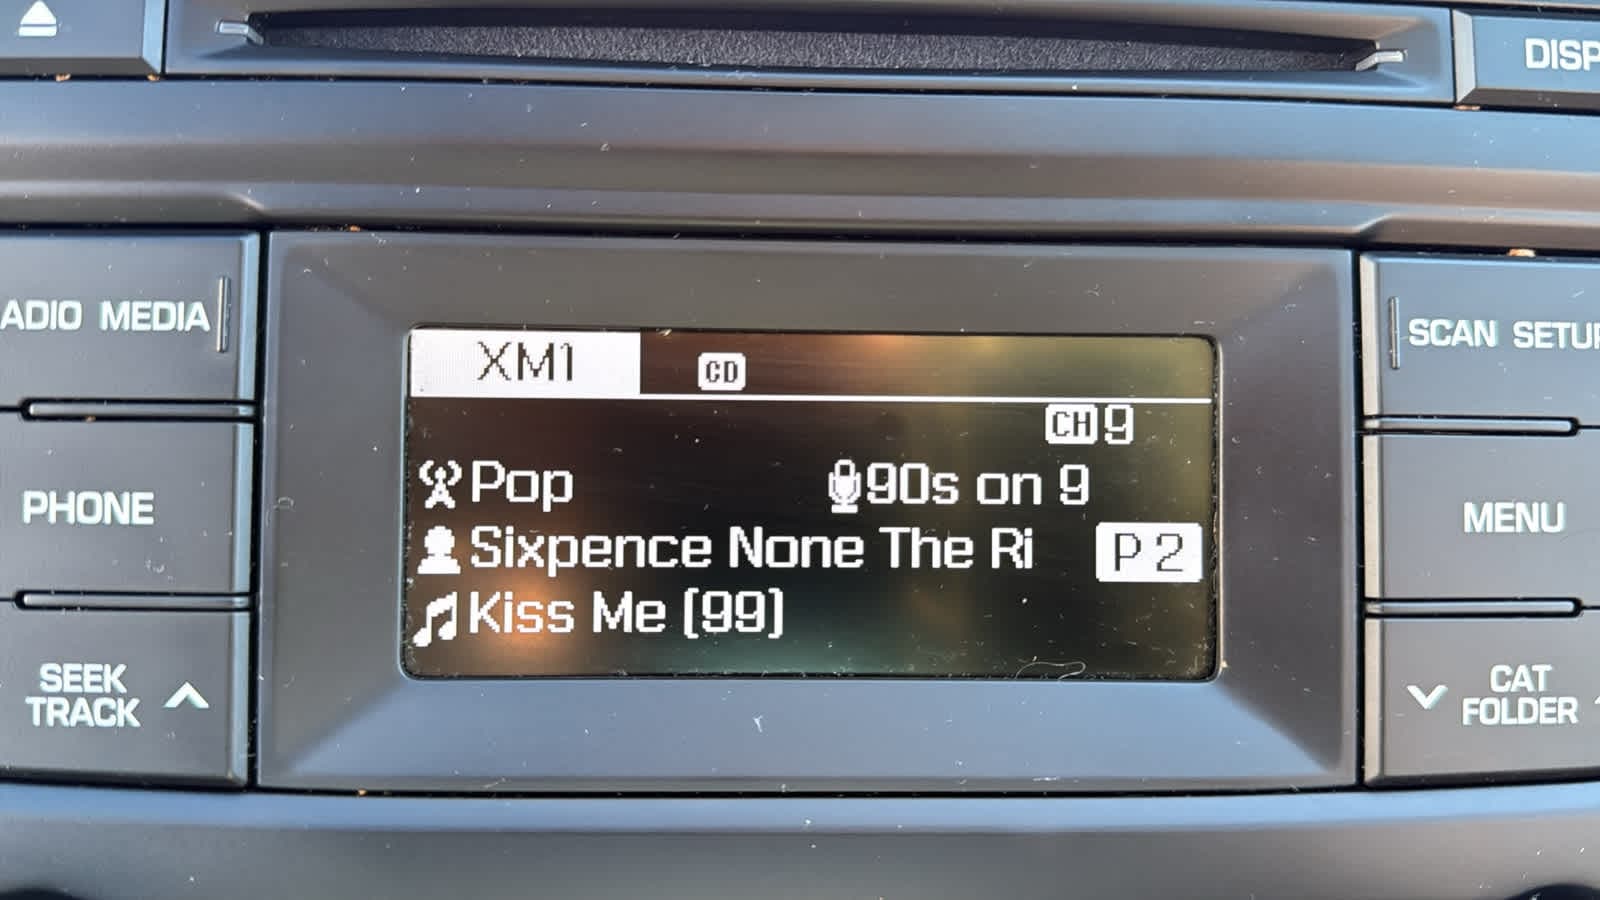 DISP
ADIO MEDIA
SCAN SETUP
XM1 CD
CH 9
Pop 90s on 9
Sixpence None The Ri P2
Kiss Me (99)
PHONE
MENU
SEEK
TRACK
CAT
FOLDER